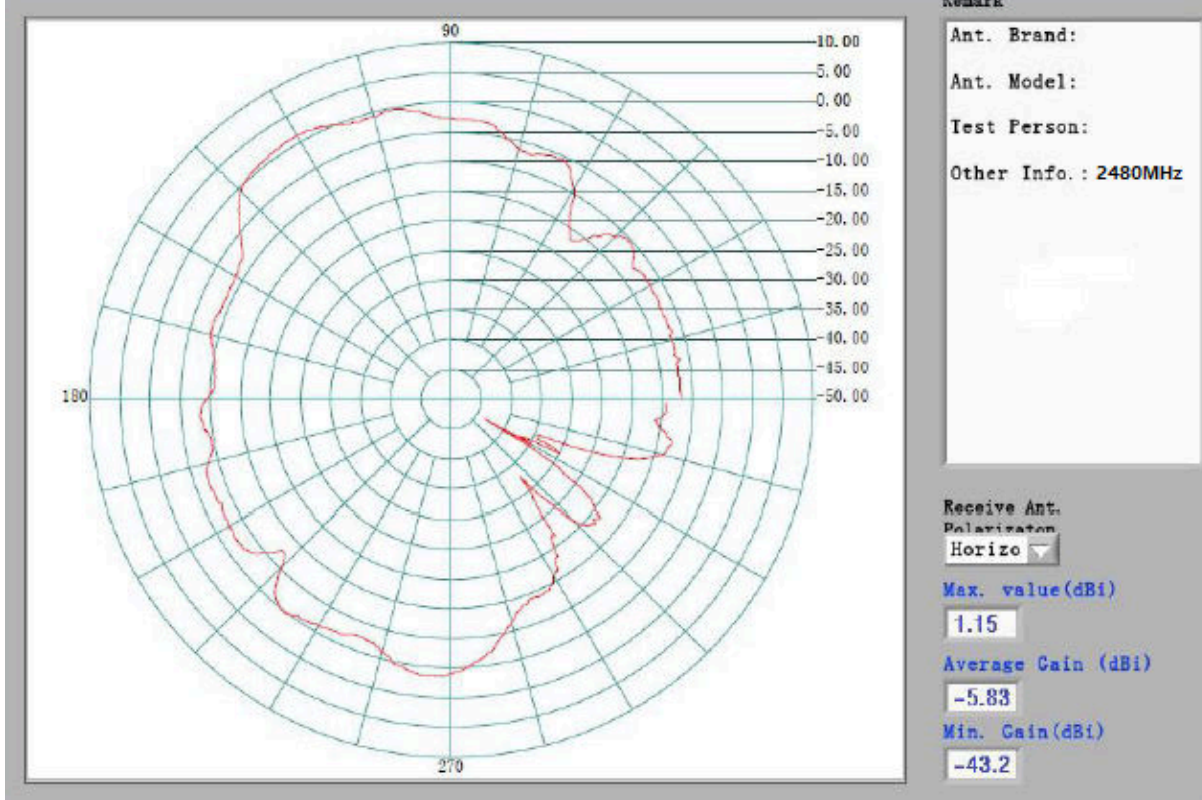 90
10.00
5.00
0.00
-5.00
-10.00
-15.00
-20.00
-25.00
-30.00
-35.00
-40.00
-45.00
-50.00
180
270
Remark
Ant. Brand:
Ant. Model:
Test Person:
Other Info.: 2480MHz
Receive Ant.
Polarizaton
Horizo
Max. value(dBi)
1.15
Average Gain (dBi)
-5.83
Min. Gain(dBi)
-43.2